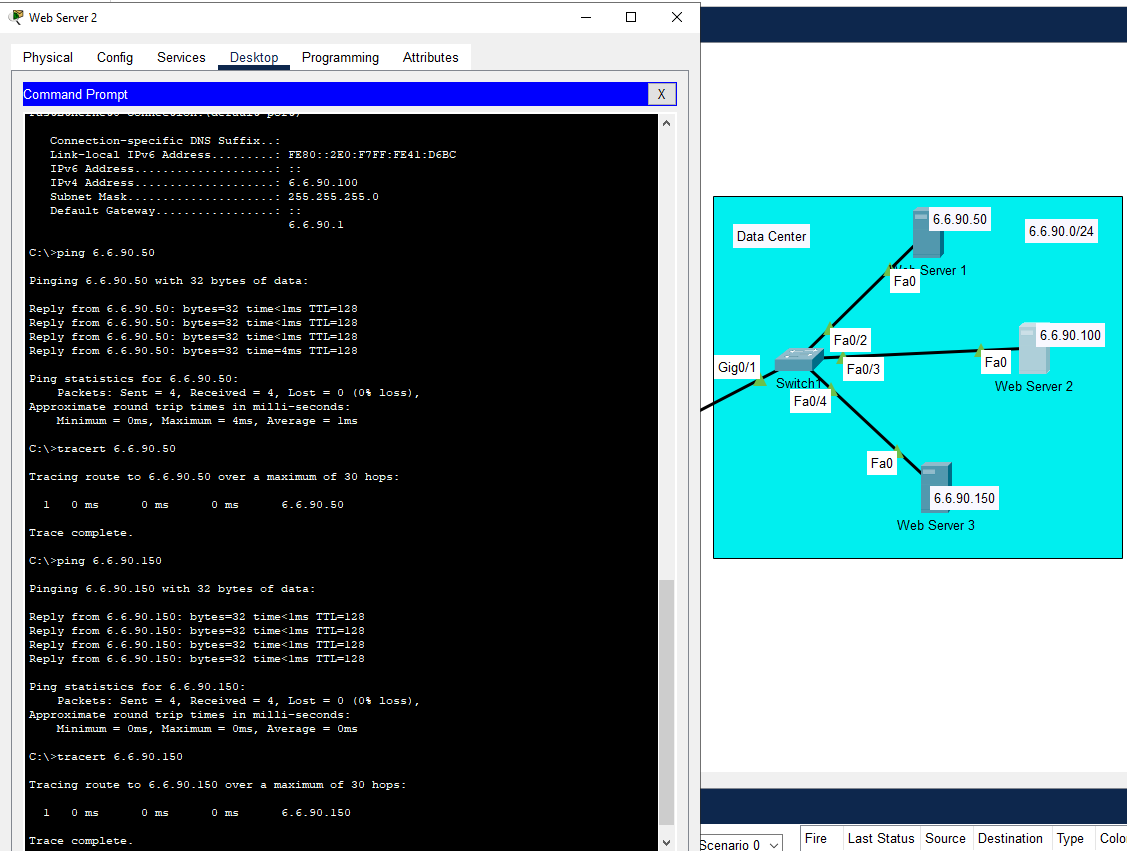 Web Server 2
Physical Config Services Desktop Programming Attributes
Command Prompt
X
FastEthernet0 Connection:(default port)
Connection-specific DNS Suffix..:
Link-local IPv6 Address.........: FE80::2E0:F7FF:FE41:D6BC
IPv6 Address....................: ::
IPv4 Address....................: 6.6.90.100
Subnet Mask.....................: 255.255.255.0
Default Gateway.................: ::
6.6.90.1
C:\>ping 6.6.90.50
Pinging 6.6.90.50 with 32 bytes of data:
Reply from 6.6.90.50: bytes=32 time<1ms TTL=128
Reply from 6.6.90.50: bytes=32 time<1ms TTL=128
Reply from 6.6.90.50: bytes=32 time<1ms TTL=128
Reply from 6.6.90.50: bytes=32 time=4ms TTL=128
Ping statistics for 6.6.90.50:
Packets: Sent = 4, Received = 4, Lost = 0 (0% loss),
Approximate round trip times in milli-seconds:
Minimum = 0ms, Maximum = 4ms, Average = 1ms
C:\>tracert 6.6.90.50
Tracing route to 6.6.90.50 over a maximum of 30 hops:
1 0 ms 0 ms 0 ms 6.6.90.50
Trace complete.
C:\>ping 6.6.90.150
Pinging 6.6.90.150 with 32 bytes of data:
Reply from 6.6.90.150: bytes=32 time<1ms TTL=128
Reply from 6.6.90.150: bytes=32 time<1ms TTL=128
Reply from 6.6.90.150: bytes=32 time<1ms TTL=128
Reply from 6.6.90.150: bytes=32 time<1ms TTL=128
Ping statistics for 6.6.90.150:
Packets: Sent = 4, Received = 4, Lost = 0 (0% loss),
Approximate round trip times in milli-seconds:
Minimum = 0ms, Maximum = 0ms, Average = 0ms
C:\>tracert 6.6.90.150
Tracing route to 6.6.90.150 over a maximum of 30 hops:
1 0 ms 0 ms 0 ms 6.6.90.150
Trace complete.
Data Center
6.6.90.50
6.6.90.0/24
Web Server 1
Fa0
Fa0/2
6.6.90.100
Gig0/1
Fa0/3
Fa0
Switch1
Web Server 2
Fa0/4
Fa0
6.6.90.150
Web Server 3
Scenario 0
Fire Last Status Source Destination Type Colo